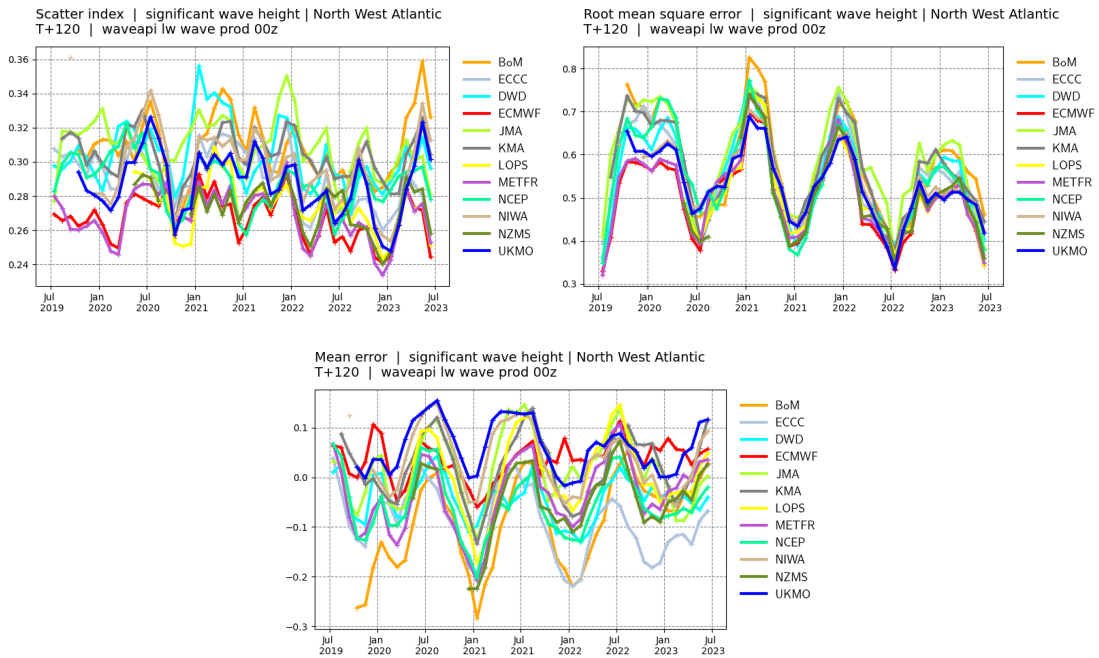 Scatter index | significant wave height | North West Atlantic
T+120 | waveapi lw wave prod 00z
0.36
0.34
0.32
0.30
0.28
0.26
0.24
Jul Jan Jul Jan Jul Jan Jul Jan Jul
2019 2020 2020 2021 2021 2022 2022 2023 2023
BoM
ECCC
DWD
ECMWF
JMA
KMA
LOPS
METFR
NCEP
NIWA
NZMS
UKMO
Root mean square error | significant wave height | North West Atlantic
T+120 | waveapi lw wave prod 00z
0.8
0.7
0.6
0.5
0.4
0.3
Jul Jan Jul Jan Jul Jan Jul Jan Jul
2019 2020 2020 2021 2021 2022 2022 2023 2023
BoM
ECCC
DWD
ECMWF
JMA
KMA
LOPS
METFR
NCEP
NIWA
NZMS
UKMO
Mean error | significant wave height | North West Atlantic
T+120 | waveapi lw wave prod 00z
0.1
0.0
−0.1
−0.2
−0.3
Jul Jan Jul Jan Jul Jan Jul Jan Jul
2019 2020 2020 2021 2021 2022 2022 2023 2023
BoM
ECCC
DWD
ECMWF
JMA
KMA
LOPS
METFR
NCEP
NIWA
NZMS
UKMO